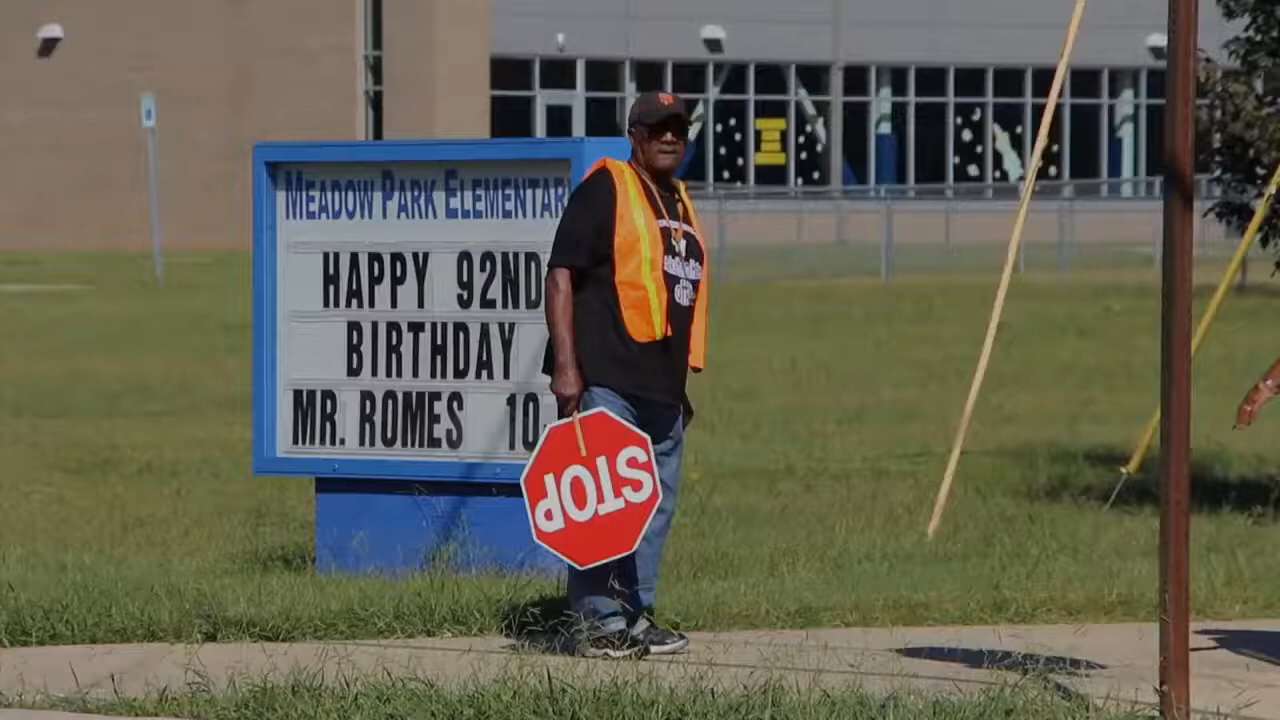 MEADOW PARK ELEMENTARY
HAPPY 92ND
BIRTHDAY
MR. ROMES 10
STOP